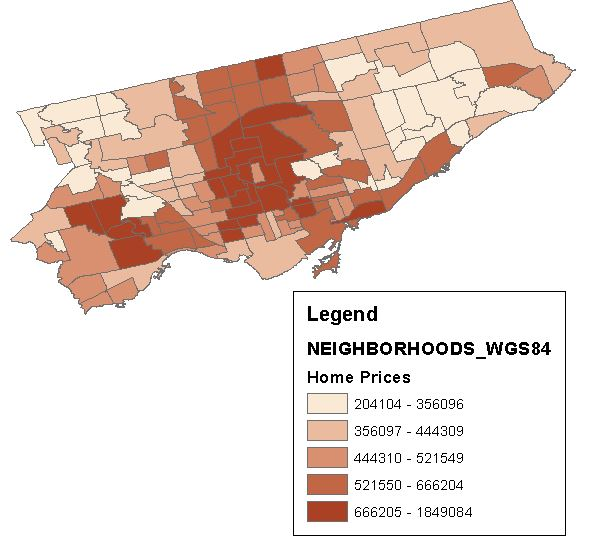 Legend
NEIGHBORHOODS_WGS84
Home Prices
204104 - 356096
356097 - 444309
444310 - 521549
521550 - 666204
666205 - 1849084